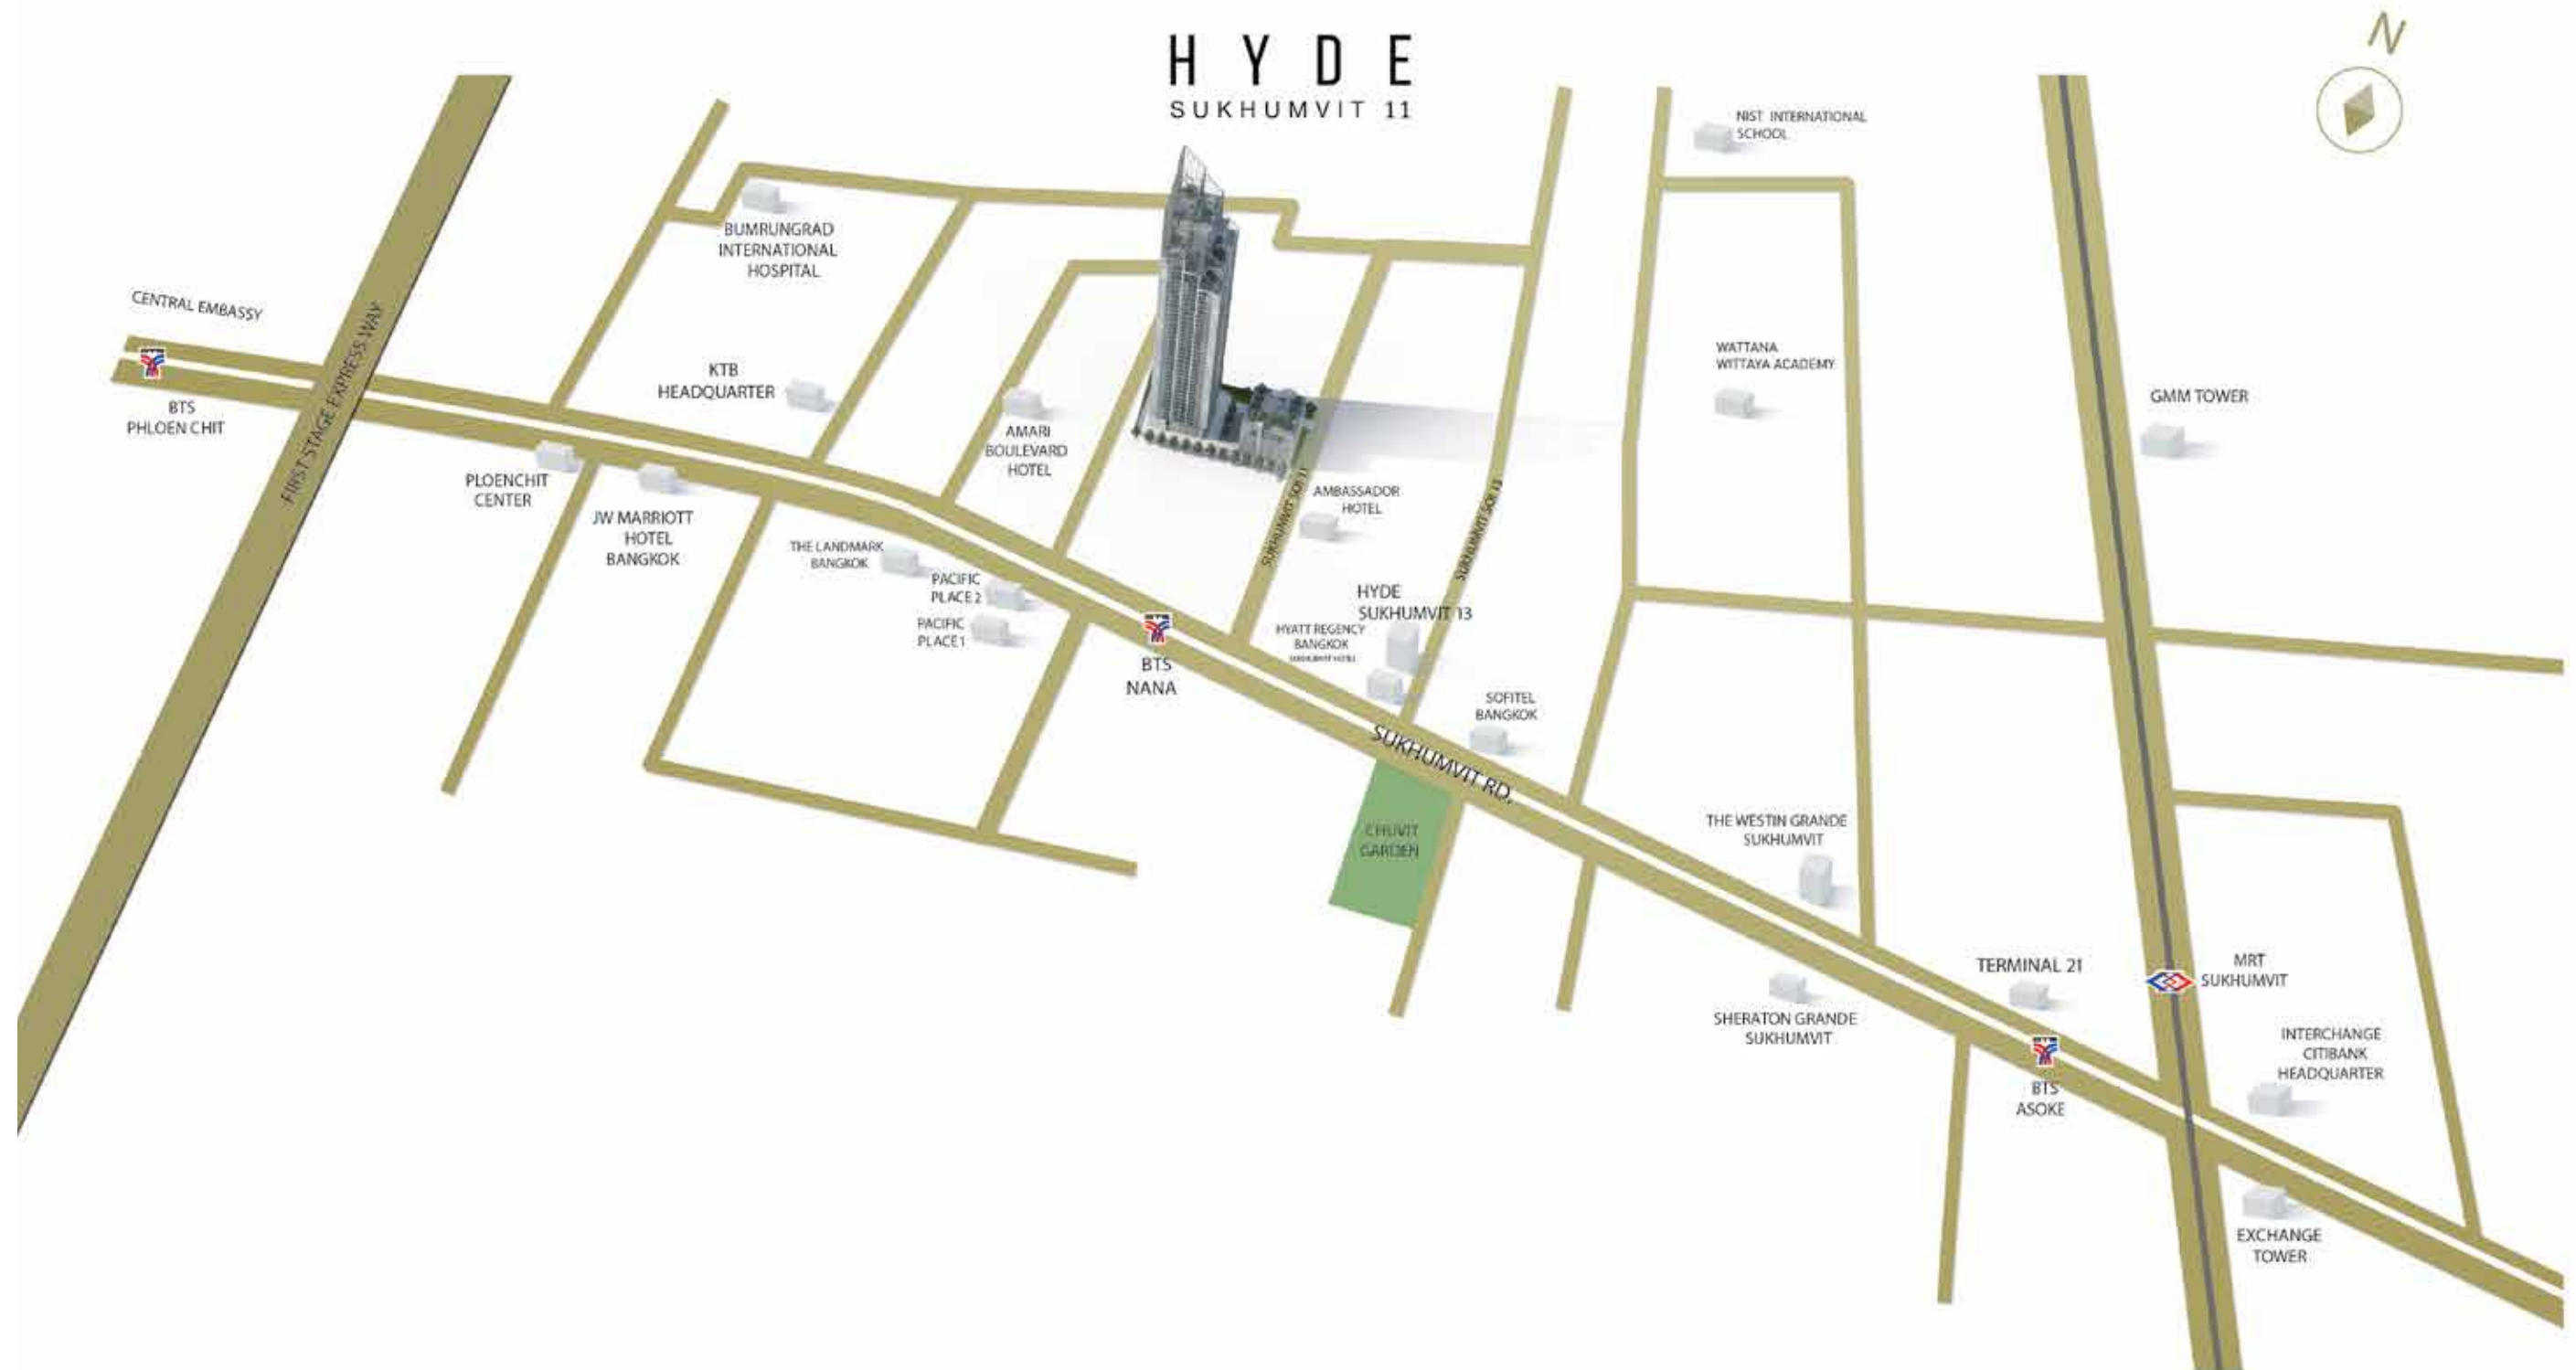 H Y D E
SUKHUMVIT 11
N
NIST INTERNATIONAL
SCHOOL
BUMRUNGRAD
INTERNATIONAL
HOSPITAL
CENTRAL EMBASSY
FIRST STAGE EXPRESS WAY
BTS
PHLOEN CHIT
KTB
HEADQUARTER
WATTANA
WITTAYA ACADEMY
GMM TOWER
AMARI
BOULEVARD
HOTEL
PLOENCHIT
CENTER
JW MARRIOTT
HOTEL
BANGKOK
THE LANDMARK
BANGKOK
PACIFIC
PLACE 2
PACIFIC
PLACE 1
BTS
NANA
SUKHUMVIT SOI 11
AMBASSADOR
HOTEL
SUKHUMVIT SOI 13
HYDE
SUKHUMVIT 13
HYATT REGENCY
BANGKOK
SOFITEL
BANGKOK
SUKHUMVIT RD.
CHUVIT
GARDEN
THE WESTIN GRANDE
SUKHUMVIT
SHERATON GRANDE
SUKHUMVIT
TERMINAL 21
BTS
ASOKE
MRT
SUKHUMVIT
INTERCHANGE
CITIBANK
HEADQUARTER
EXCHANGE
TOWER